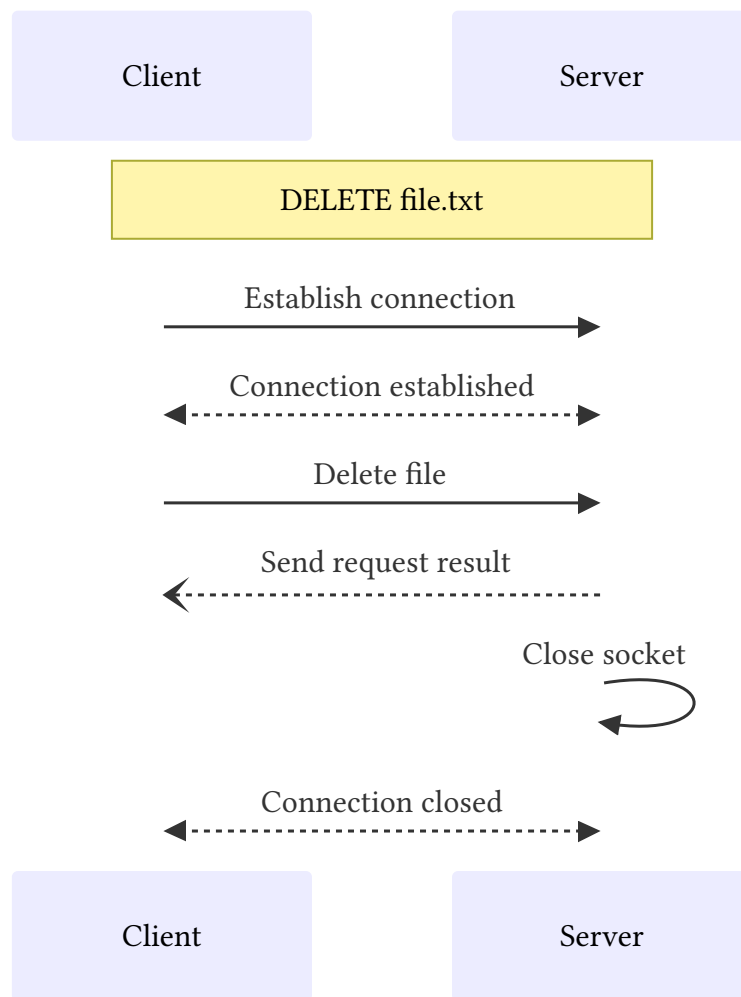 Client
Server
DELETE file.txt
Establish connection
Connection established
Delete file
Send request result
Close socket
Connection closed
Client
Server